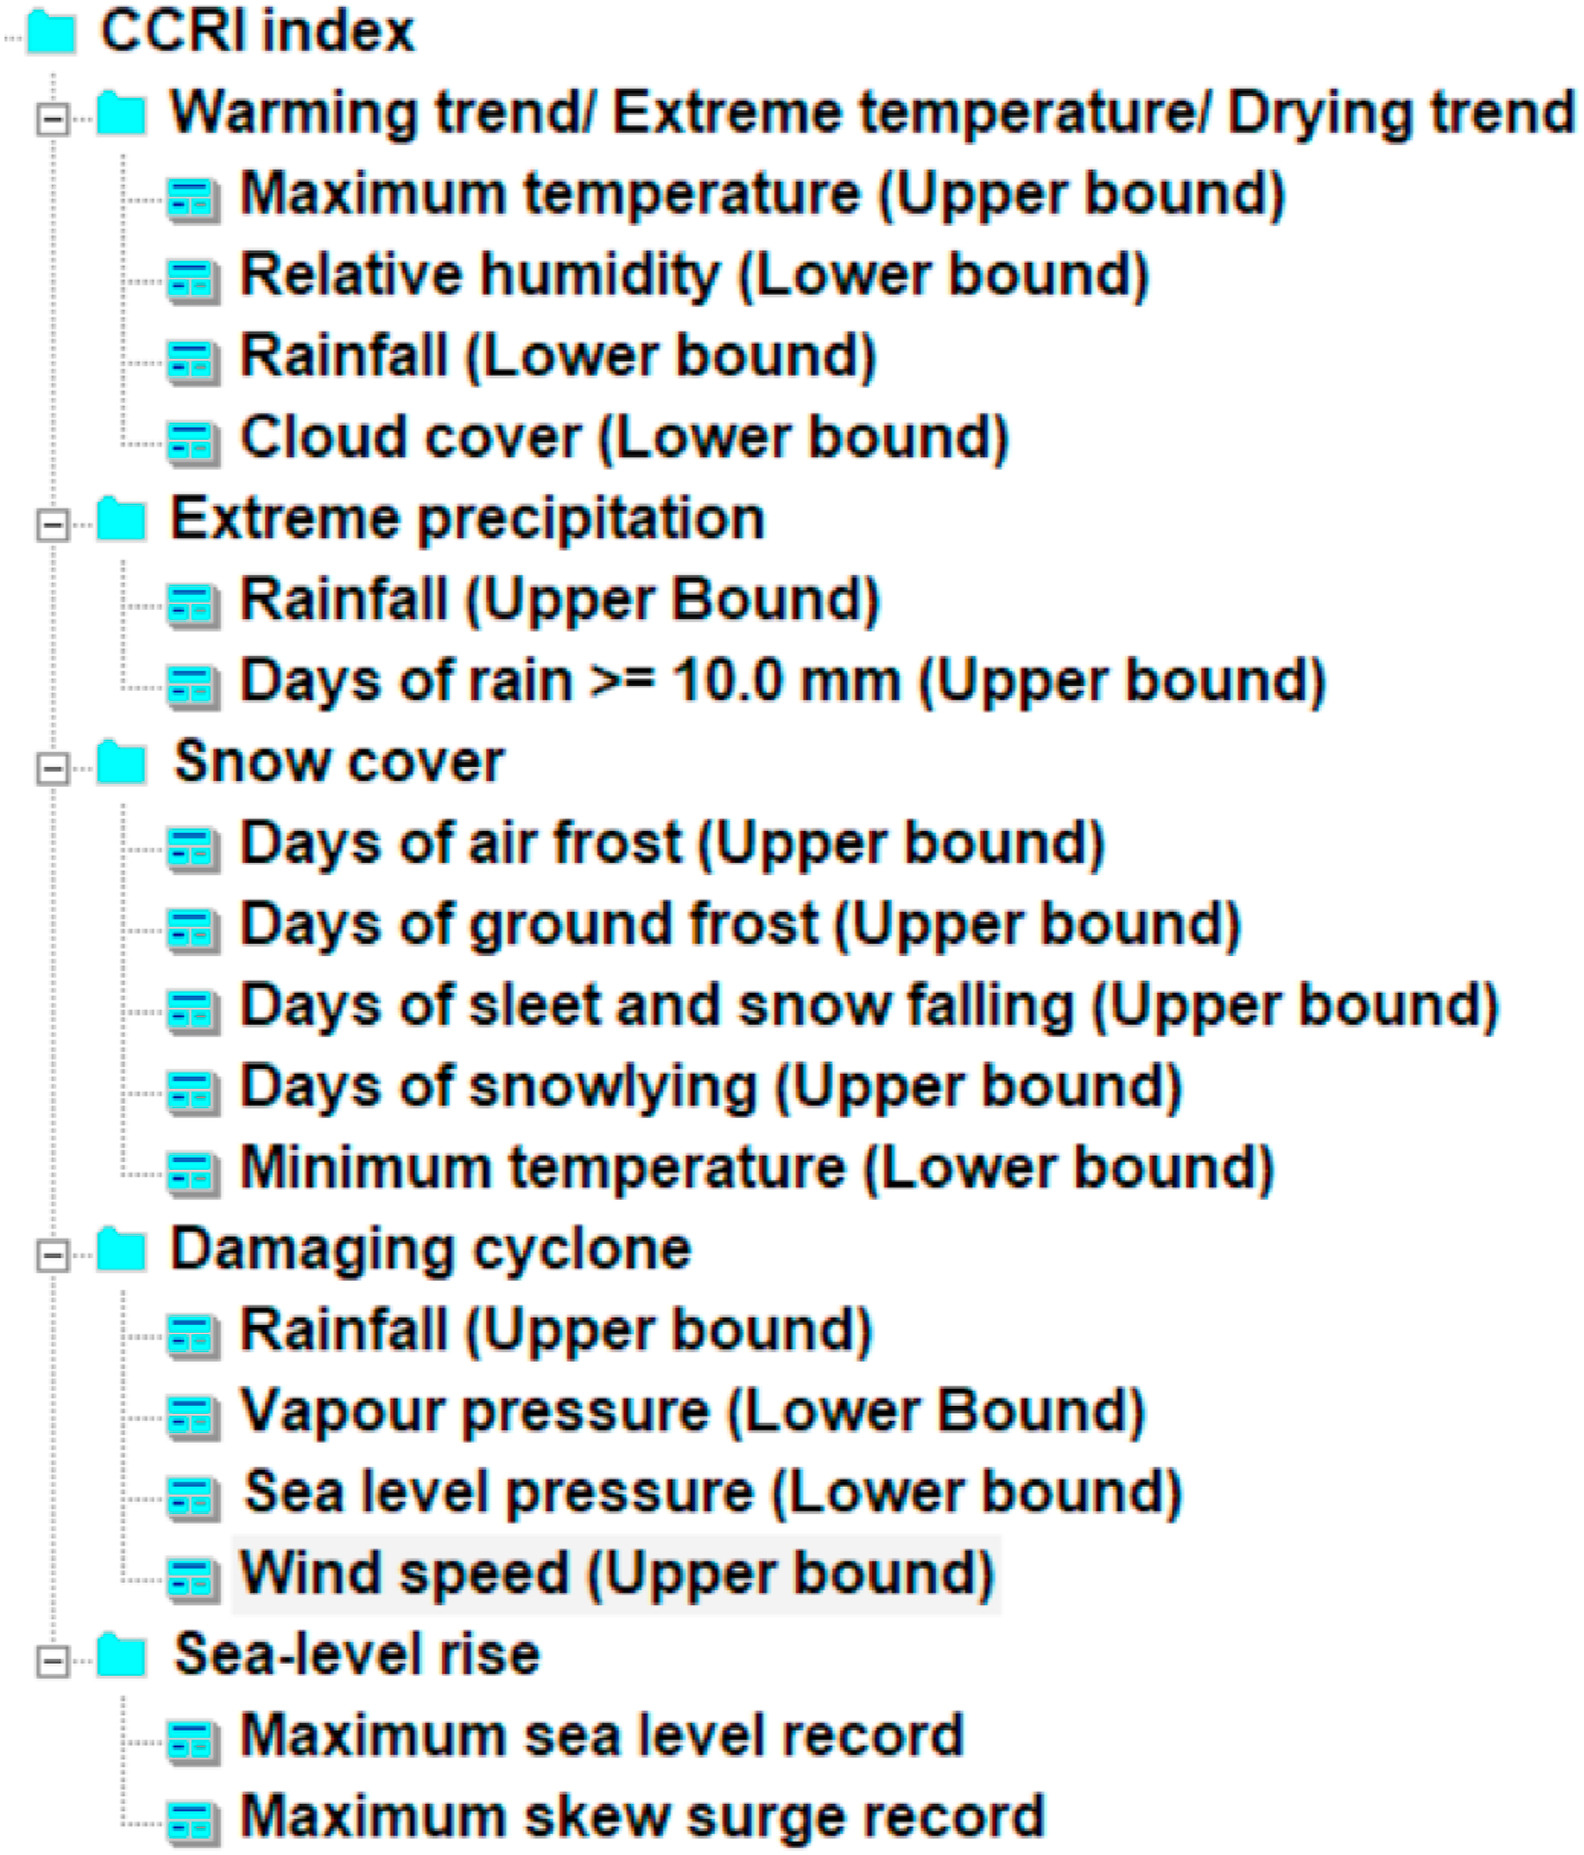 CCRI index
Warming trend/ Extreme temperature/ Drying trend
Maximum temperature (Upper bound)
Relative humidity (Lower bound)
Rainfall (Lower bound)
Cloud cover (Lower bound)
Extreme precipitation
Rainfall (Upper Bound)
Days of rain >= 10.0 mm (Upper bound)
Snow cover
Days of air frost (Upper bound)
Days of ground frost (Upper bound)
Days of sleet and snow falling (Upper bound)
Days of snowlying (Upper bound)
Minimum temperature (Lower bound)
Damaging cyclone
Rainfall (Upper bound)
Vapour pressure (Lower Bound)
Sea level pressure (Lower bound)
Wind speed (Upper bound)
Sea-level rise
Maximum sea level record
Maximum skew surge record